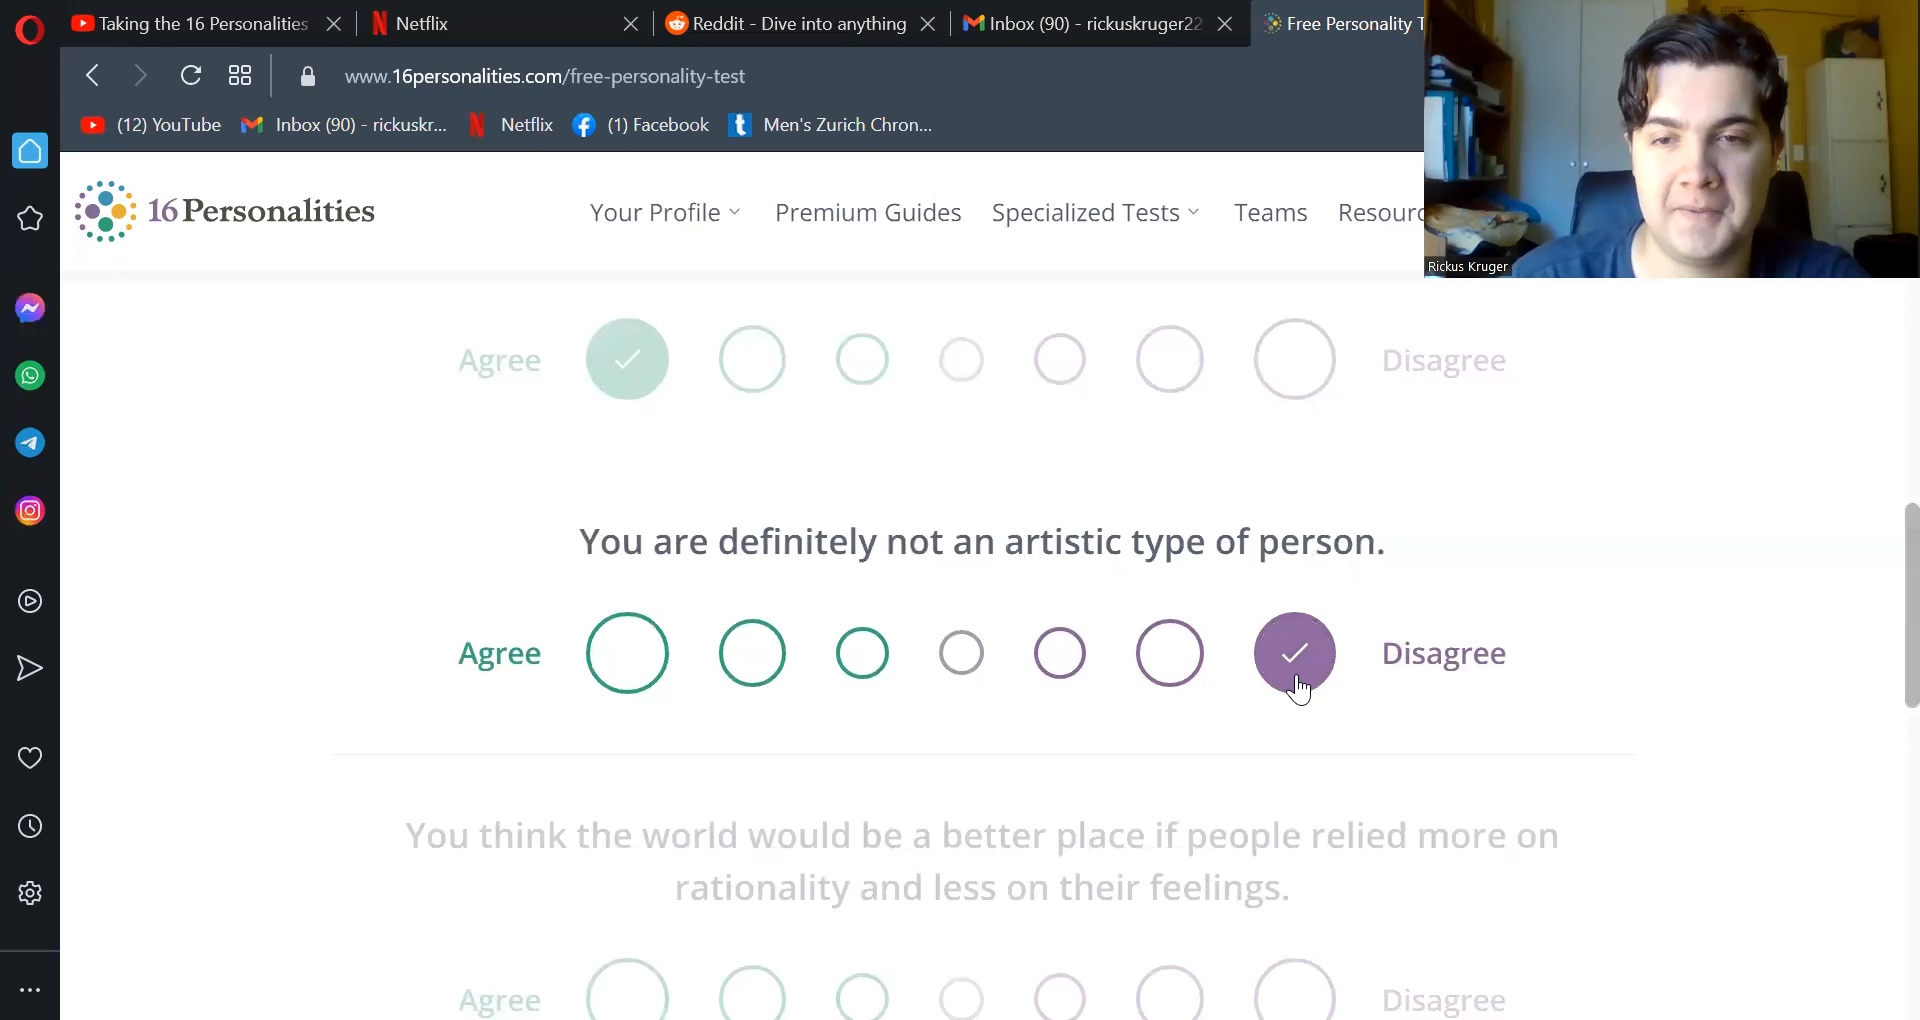 Taking the 16 Personalities
Netflix
Reddit - Dive into anything
Inbox (90) - rickuskruger22
Free Personality T
www.16personalities.com/free-personality-test
(12) YouTube
Inbox (90) - rickuskr...
Netflix
(1) Facebook
Men's Zurich Chron...
16Personalities
Your Profile
Premium Guides
Specialized Tests
Teams
Resourc
Rickus Kruger
Agree
Disagree
You are definitely not an artistic type of person.
Agree
Disagree
You think the world would be a better place if people relied more on
rationality and less on their feelings.
Agree
Disagree